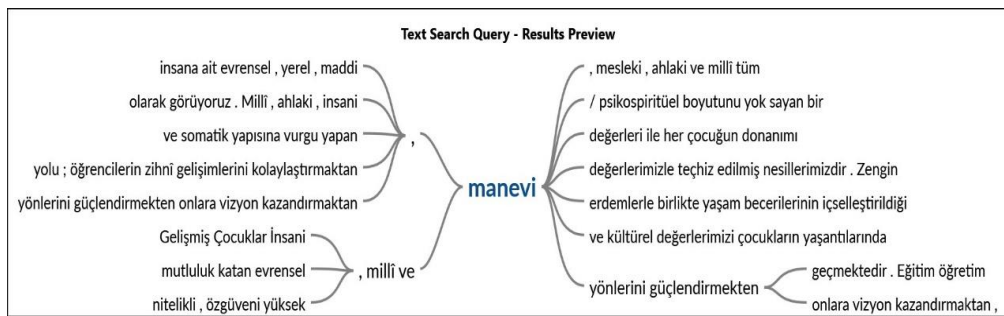 Text Search Query - Results Preview
insana ait evrensel , yerel , maddi
olarak görüyoruz . Millî , ahlaki , insani
ve somatik yapısına vurgu yapan
yolu ; öğrencilerin zihnî gelişimlerini kolaylaştırmaktan
yönlerini güçlendirmekten onlara vizyon kazandırmaktan
,
Gelişmiş Çocuklar İnsani
mutluluk katan evrensel
nitelikli , özgüveni yüksek
, millî ve
manevi
, mesleki , ahlaki ve millî tüm
/ psikospiritüel boyutunu yok sayan bir
değerleri ile her çocuğun donanımı
değerlerimizle teçhiz edilmiş nesillerimizdir . Zengin
erdemlerle birlikte yaşam becerilerinin içselleştirildiği
ve kültürel değerlerimizi çocukların yaşantılarında
yönlerini güçlendirmekten
geçmektedir . Eğitim öğretim
onlara vizyon kazandırmaktan ,